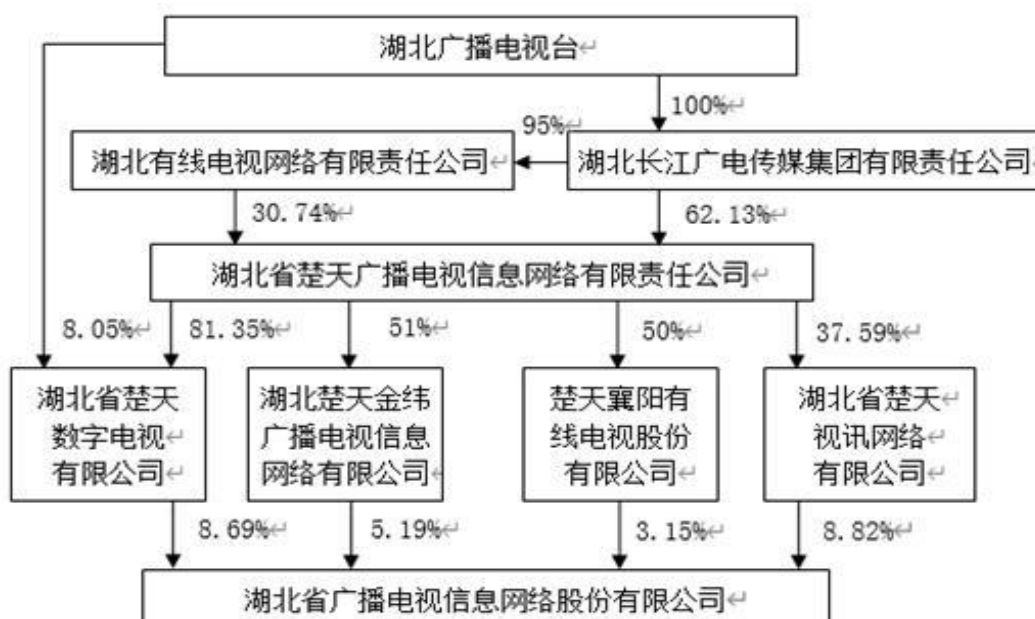 湖北广播电视台↵
100%↵
95%↵
湖北有线电视网络有限责任公司↵
湖北长江广电传媒集团有限责任公司↵
30.74%↵
62.13%↵
湖北省楚天广播电视信息网络有限责任公司↵
8.05%↵
81.35%↵
51%↵
50%↵
37.59%↵
湖北省楚天
数字电视↵
有限公司↵
湖北楚天金纬
广播电视信息
网络有限公司↵
楚天襄阳有
线电视股份
有限公司↵
湖北省楚天↵
视讯网络↵
有限公司↵
8.69%↵
5.19%↵
3.15%↵
8.82%↵
湖北省广播电视信息网络股份有限公司↵